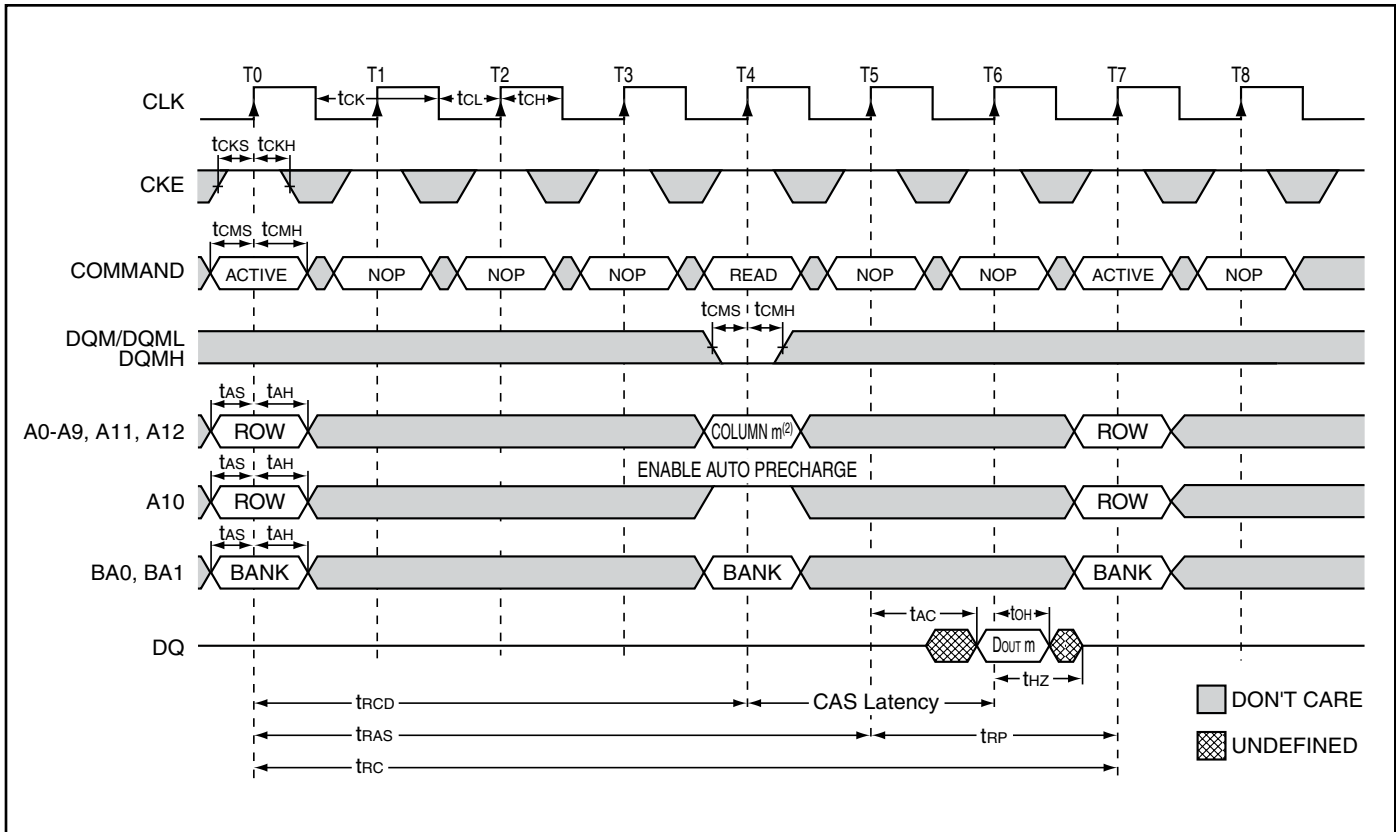 T0 T1 T2 T3 T4 T5 T6 T7 T8
CLK
tCK tCL tCH
tCKS tCKH
CKE
tCMS tCMH
COMMAND ACTIVE NOP NOP NOP READ NOP NOP ACTIVE NOP
tCMS tCMH
DQM/DQML
DQMH
tAS tAH
A0-A9, A11, A12 ROW COLUMN m(2) ROW
tAS tAH ENABLE AUTO PRECHARGE
A10 ROW ROW
tAS tAH
BA0, BA1 BANK BANK BANK
tAC tOH
DQ DOUT m
tHZ
tRCD CAS Latency
DON'T CARE
tRAS tRP
UNDEFINED
tRC